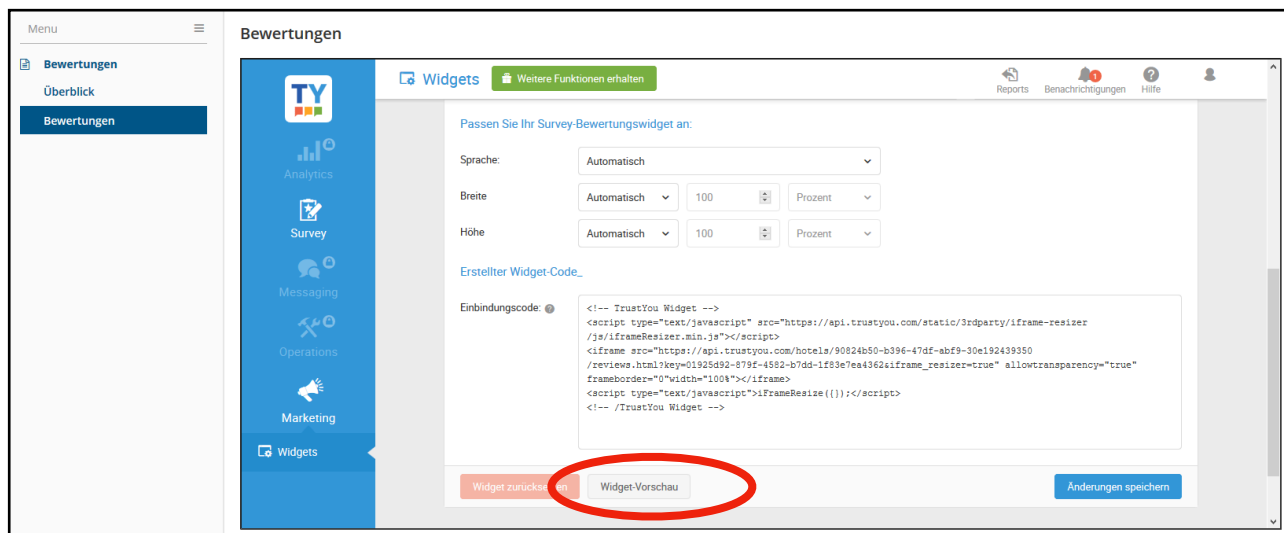 Menu
Bewertungen
Überblick
Bewertungen
Bewertungen
TY
Analytics
Survey
Messaging
Operations
Marketing
Widgets
Widgets
Weitere Funktionen erhalten
Reports
1
Benachrichtigungen
Hilfe
Passen Sie Ihr Survey-Bewertungswidget an:
Sprache: Automatisch
Breite Automatisch 100 Prozent
Höhe Automatisch 100 Prozent
Erstellter Widget-Code_
Einbindungscode:
<!-- TrustYou Widget -->
<script type="text/javascript" src="https://api.trustyou.com/static/3rdparty/iframe-resizer
/js/iframeResizer.min.js"></script>
<iframe src="https://api.trustyou.com/hotels/90824b50-b396-47df-abf9-30e192439350
/reviews.html?key=01925d92-879f-4582-b7dd-1f83e7ea4362&iframe_resizer=true" allowtransparency="true"
frameborder="0"width="100%"></iframe>
<script type="text/javascript">iFrameResize({});</script>
<!-- /TrustYou Widget -->
Widget zurücksetzen Widget-Vorschau Änderungen speichern